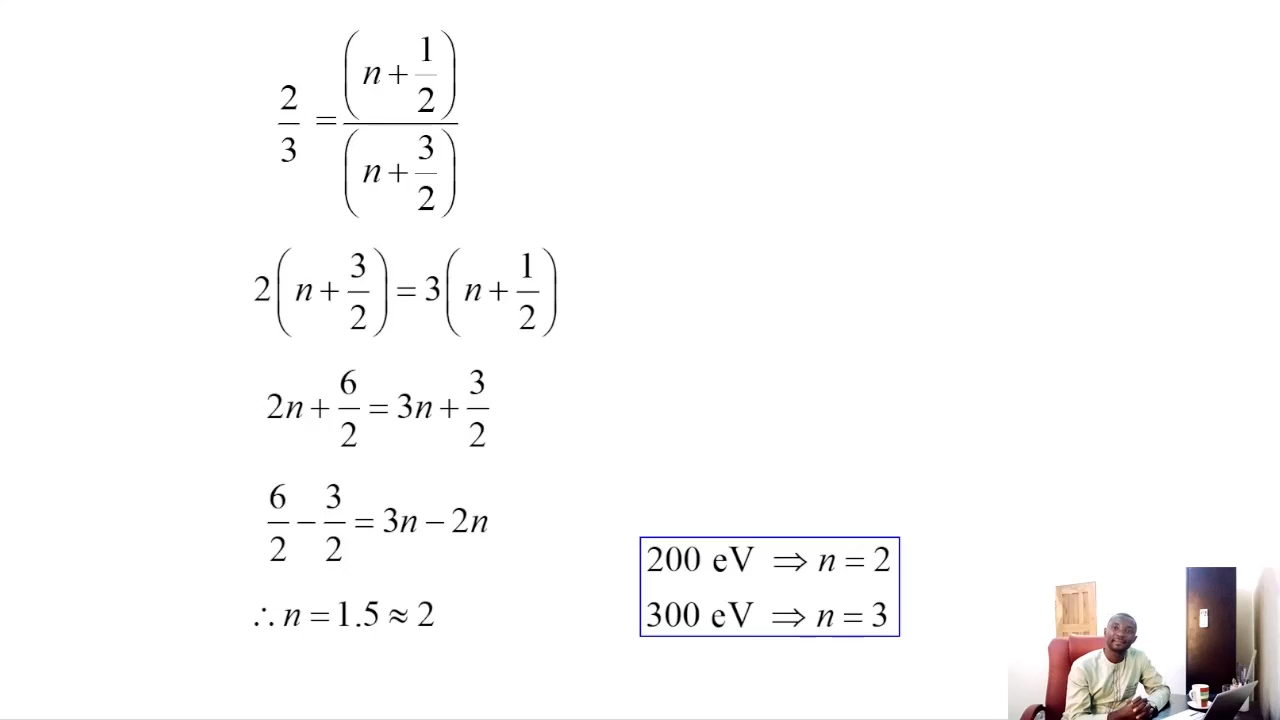 2/3 = (n + 1/2)/(n + 3/2)
2(n + 3/2) = 3(n + 1/2)
2n + 6/2 = 3n + 3/2
6/2 − 3/2 = 3n − 2n
∴ n = 1.5 ≈ 2
200 eV ⇒ n = 2
300 eV ⇒ n = 3